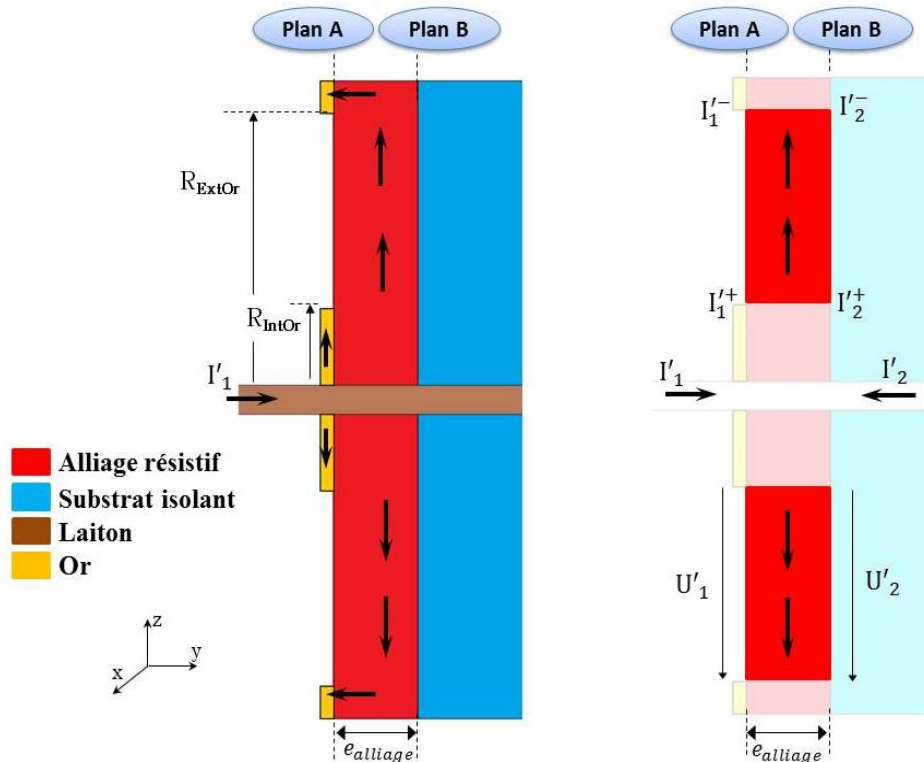 Plan A
Plan B
R_ExtOr
R_IntOr
I'_1
Alliage résistif
Substrat isolant
Laiton
Or
z
y
x
e_alliage
Plan A
Plan B
I'_1^-
I'_2^-
I'_1^+
I'_2^+
I'_1
I'_2
U'_1
U'_2
e_alliage